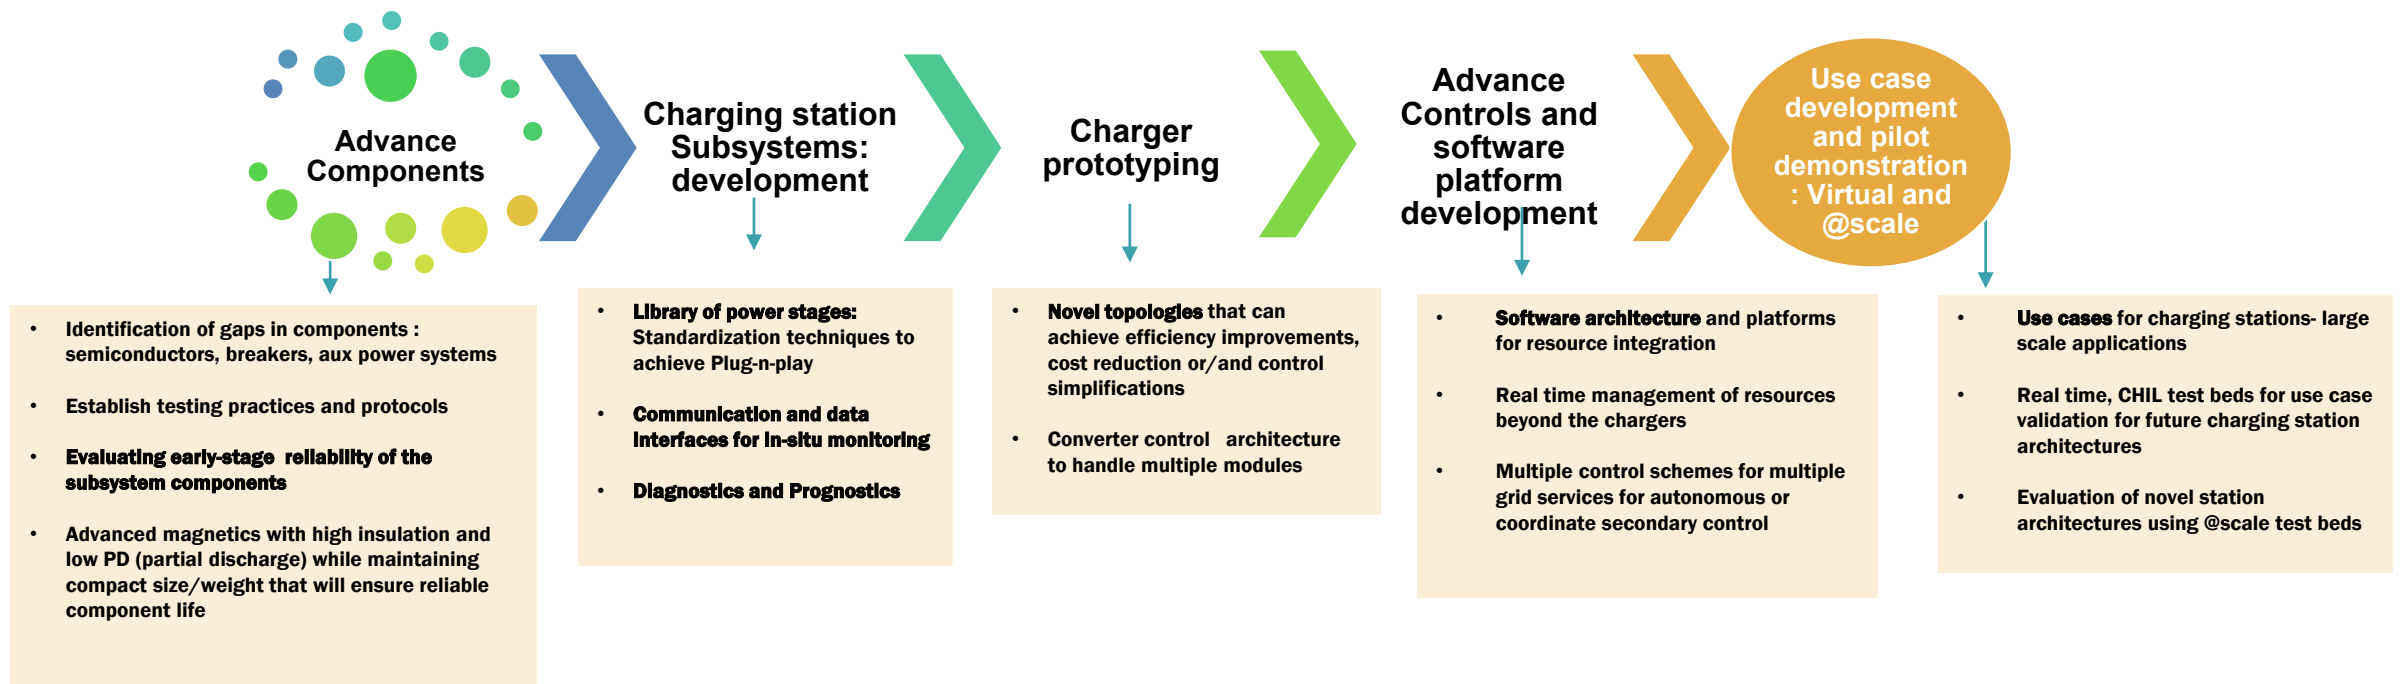 Advance
Components
Charging station
Subsystems:
development
Charger
prototyping
Advance
Controls and
software
platform
development
Use case
development
and pilot
demonstration
: Virtual and
@scale
• Identification of gaps in components :
semiconductors, breakers, aux power systems
• Establish testing practices and protocols
• Evaluating early-stage reliability of the
subsystem components
• Advanced magnetics with high insulation and
low PD (partial discharge) while maintaining
compact size/weight that will ensure reliable
component life
• Library of power stages:
Standardization techniques to
achieve Plug-n-play
• Communication and data
interfaces for in-situ monitoring
• Diagnostics and Prognostics
• Novel topologies that can
achieve efficiency improvements,
cost reduction or/and control
simplifications
• Converter control architecture
to handle multiple modules
• Software architecture and platforms
for resource integration
• Real time management of resources
beyond the chargers
• Multiple control schemes for multiple
grid services for autonomous or
coordinate secondary control
• Use cases for charging stations- large
scale applications
• Real time, CHIL test beds for use case
validation for future charging station
architectures
• Evaluation of novel station
architectures using @scale test beds